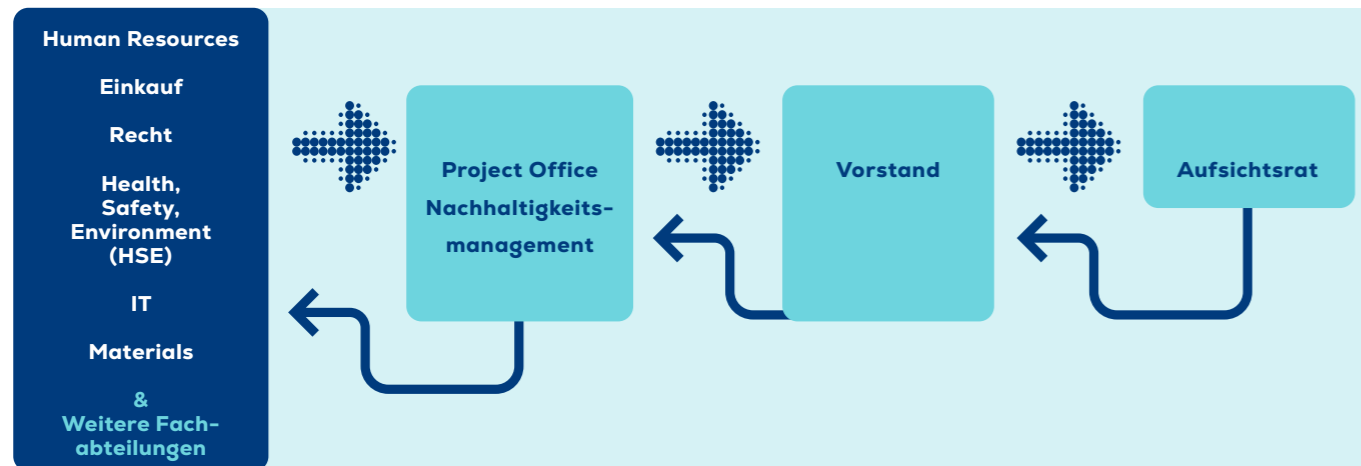 Human Resources
Einkauf
Recht
Health,
Safety,
Environment
(HSE)
IT
Materials
&
Weitere Fach-
abteilungen
Project Office
Nachhaltigkeits-
management
Vorstand
Aufsichtsrat